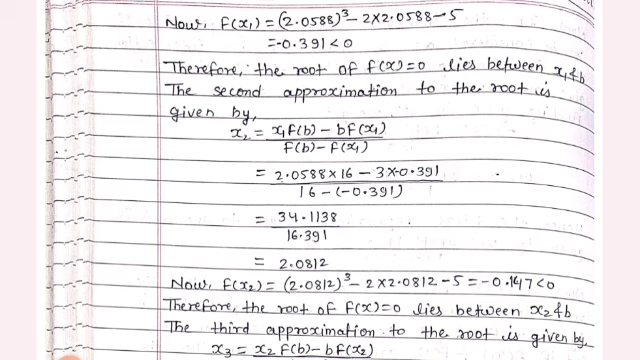 Now, f(x₁) = (2.0588)³ - 2×2.0588-5
= -0.391 < 0
Therefore, the root of f(x)=0 lies between x₁&b
The second approximation to the root is
given by,
x₂ = x₁f(b) - bf(x₁)
f(b) - f(x₁)
= 2.0588 × 16 - 3×-0.391
16 - (-0.391)
= 34.1138
16.391
= 2.0812
Now, f(x₂) = (2.0812)³ - 2×2.0812 - 5 = -0.147<0
Therefore, the root of f(x)=0 lies between x₂&b
The third approximation to the root is given by,
x₃ = x₂ f(b) - bf(x₂)